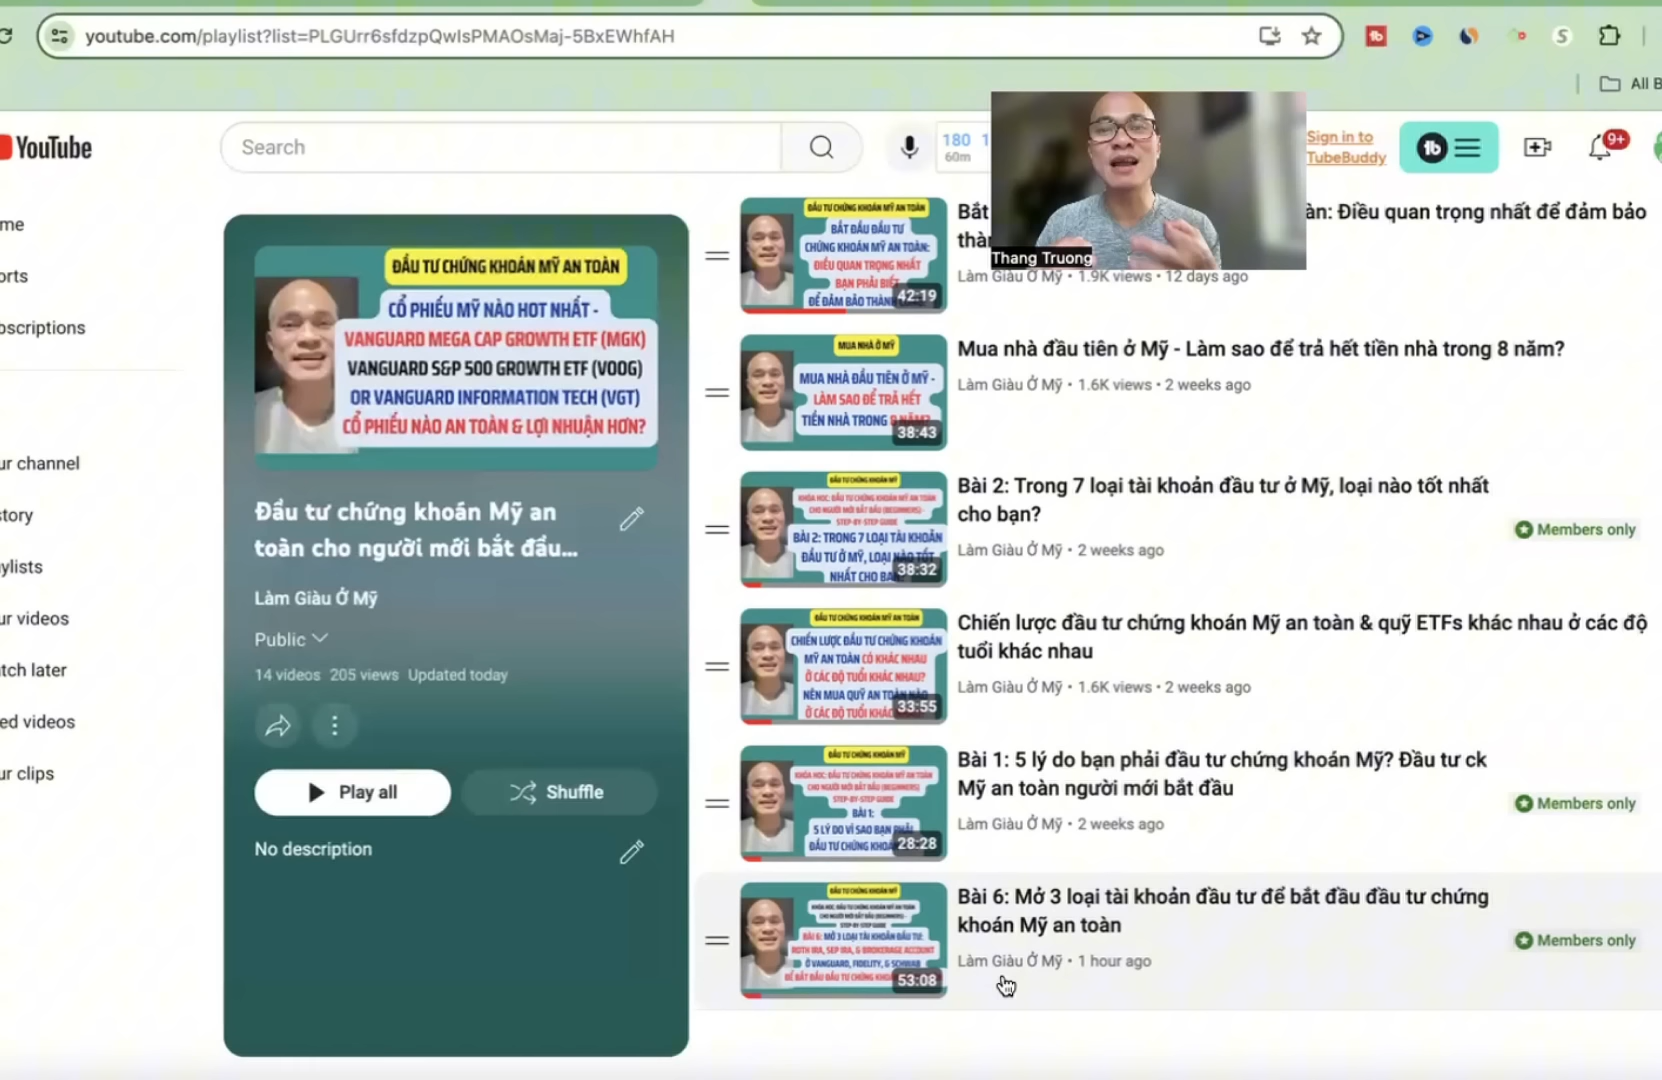 youtube.com/playlist?list=PLGUrr6sfdzpQwIsPMAOsMaj-5BxEWhfAH
All B
YouTube
Search
180 1
60m
Sign in to
TubeBuddy
9+
Thang Truong
me
orts
bscriptions
ur channel
story
ylists
ur videos
tch later
ed videos
ur clips
ĐẦU TƯ CHỨNG KHOÁN MỸ AN TOÀN
CỔ PHIẾU MỸ NÀO HOT NHẤT -
VANGUARD MEGA CAP GROWTH ETF (MGK)
VANGUARD S&P 500 GROWTH ETF (VOOG)
OR VANGUARD INFORMATION TECH (VGT)
CỔ PHIẾU NÀO AN TOÀN & LỢI NHUẬN HƠN?
Đầu tư chứng khoán Mỹ an
toàn cho người mới bắt đầu...
Làm Giàu Ở Mỹ
Public
14 videos 205 views Updated today
Play all
Shuffle
No description
ĐẦU TƯ CHỨNG KHOÁN MỸ AN TOÀN
BẮT ĐẦU ĐẦU TƯ
CHỨNG KHOÁN MỸ AN TOÀN:
ĐIỀU QUAN TRỌNG NHẤT
BẠN PHẢI BIẾT
ĐỂ ĐẢM BẢO THÀNH
42:19
Bắt àn: Điều quan trọng nhất để đảm bảo
thàn
Làm Giàu Ở Mỹ • 1.9K views • 12 days ago
MUA NHÀ Ở MỸ
MUA NHÀ ĐẦU TIÊN Ở MỸ -
LÀM SAO ĐỂ TRẢ HẾT
TIỀN NHÀ TRONG 8 NĂM?
38:43
Mua nhà đầu tiên ở Mỹ - Làm sao để trả hết tiền nhà trong 8 năm?
Làm Giàu Ở Mỹ • 1.6K views • 2 weeks ago
ĐẦU TƯ CHỨNG KHOÁN MỸ
KHÓA HỌC: ĐẦU TƯ CHỨNG KHOÁN MỸ AN TOÀN
CHO NGƯỜI MỚI BẮT ĐẦU (BEGINNERS) -
STEP-BY-STEP GUIDE
BÀI 2: TRONG 7 LOẠI TÀI KHOẢN
ĐẦU TƯ Ở MỸ, LOẠI NÀO TỐT
NHẤT CHO BẠN
38:32
Bài 2: Trong 7 loại tài khoản đầu tư ở Mỹ, loại nào tốt nhất
cho bạn?
Làm Giàu Ở Mỹ • 2 weeks ago
Members only
ĐẦU TƯ CHỨNG KHOÁN MỸ AN TOÀN
CHIẾN LƯỢC ĐẦU TƯ CHỨNG KHOÁN
MỸ AN TOÀN CÓ KHÁC NHAU
Ở CÁC ĐỘ TUỔI KHÁC NHAU?
NÊN MUA QUỸ AN TOÀN NÀO
Ở CÁC ĐỘ TUỔI KHÁC
33:55
Chiến lược đầu tư chứng khoán Mỹ an toàn & quỹ ETFs khác nhau ở các độ
tuổi khác nhau
Làm Giàu Ở Mỹ • 1.6K views • 2 weeks ago
ĐẦU TƯ CHỨNG KHOÁN MỸ
KHÓA HỌC: ĐẦU TƯ CHỨNG KHOÁN MỸ AN TOÀN
CHO NGƯỜI MỚI BẮT ĐẦU (BEGINNERS)
STEP-BY-STEP GUIDE
BÀI 1:
5 LÝ DO VÌ SAO BẠN PHẢI
ĐẦU TƯ CHỨNG KHOÁ
28:28
Bài 1: 5 lý do bạn phải đầu tư chứng khoán Mỹ? Đầu tư ck
Mỹ an toàn người mới bắt đầu
Làm Giàu Ở Mỹ • 2 weeks ago
Members only
ĐẦU TƯ CHỨNG KHOÁN MỸ
KHÓA HỌC: ĐẦU TƯ CHỨNG KHOÁN MỸ AN TOÀN
CHO NGƯỜI MỚI BẮT ĐẦU (BEGINNERS) -
STEP-BY-STEP GUIDE
BÀI 6: MỞ 3 LOẠI TÀI KHOẢN ĐẦU TƯ:
ROTH IRA, SEP IRA, & BROKERAGE ACCOUNT
Ở VANGUARD, FIDELITY, & SCHWAB
ĐỂ BẮT ĐẦU ĐẦU TƯ CHỨNG KHOÁ
53:08
Bài 6: Mở 3 loại tài khoản đầu tư để bắt đầu đầu tư chứng
khoán Mỹ an toàn
Làm Giàu Ở Mỹ • 1 hour ago
Members only